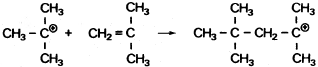 CH₃ CH₃ CH₃ CH₃
CH₃ – C⊕ + CH₂ = C → CH₃ – C – CH₂ – C⊕
CH₃ CH₃ CH₃ CH₃